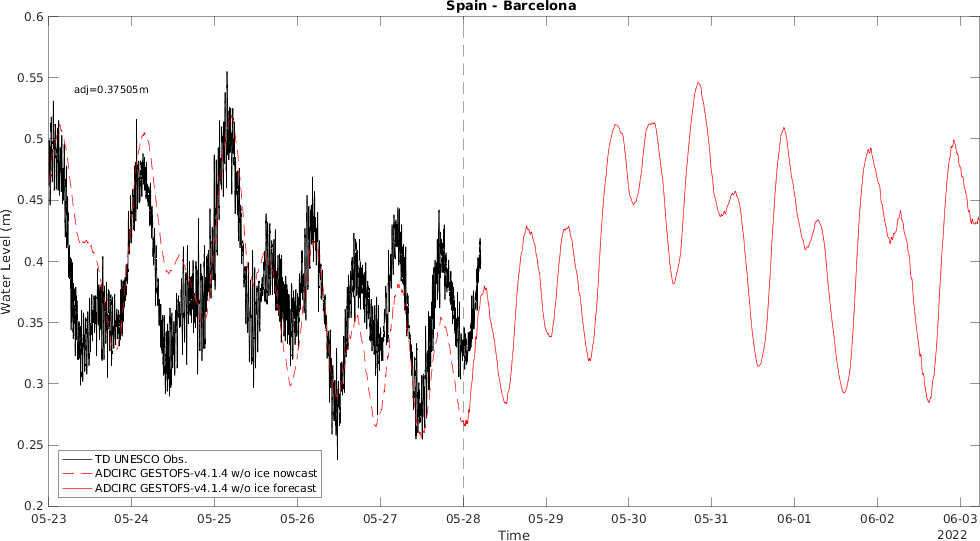 Spain - Barcelona
0.6
0.55
0.5
0.45
0.4
0.35
0.3
0.25
0.2
Water Level (m)
adj=0.37505m
TD UNESCO Obs.
ADCIRC GESTOFS-v4.1.4 w/o ice nowcast
ADCIRC GESTOFS-v4.1.4 w/o ice forecast
05-23 05-24 05-25 05-26 05-27 05-28 05-29 05-30 05-31 06-01 06-02 06-03
Time
2022